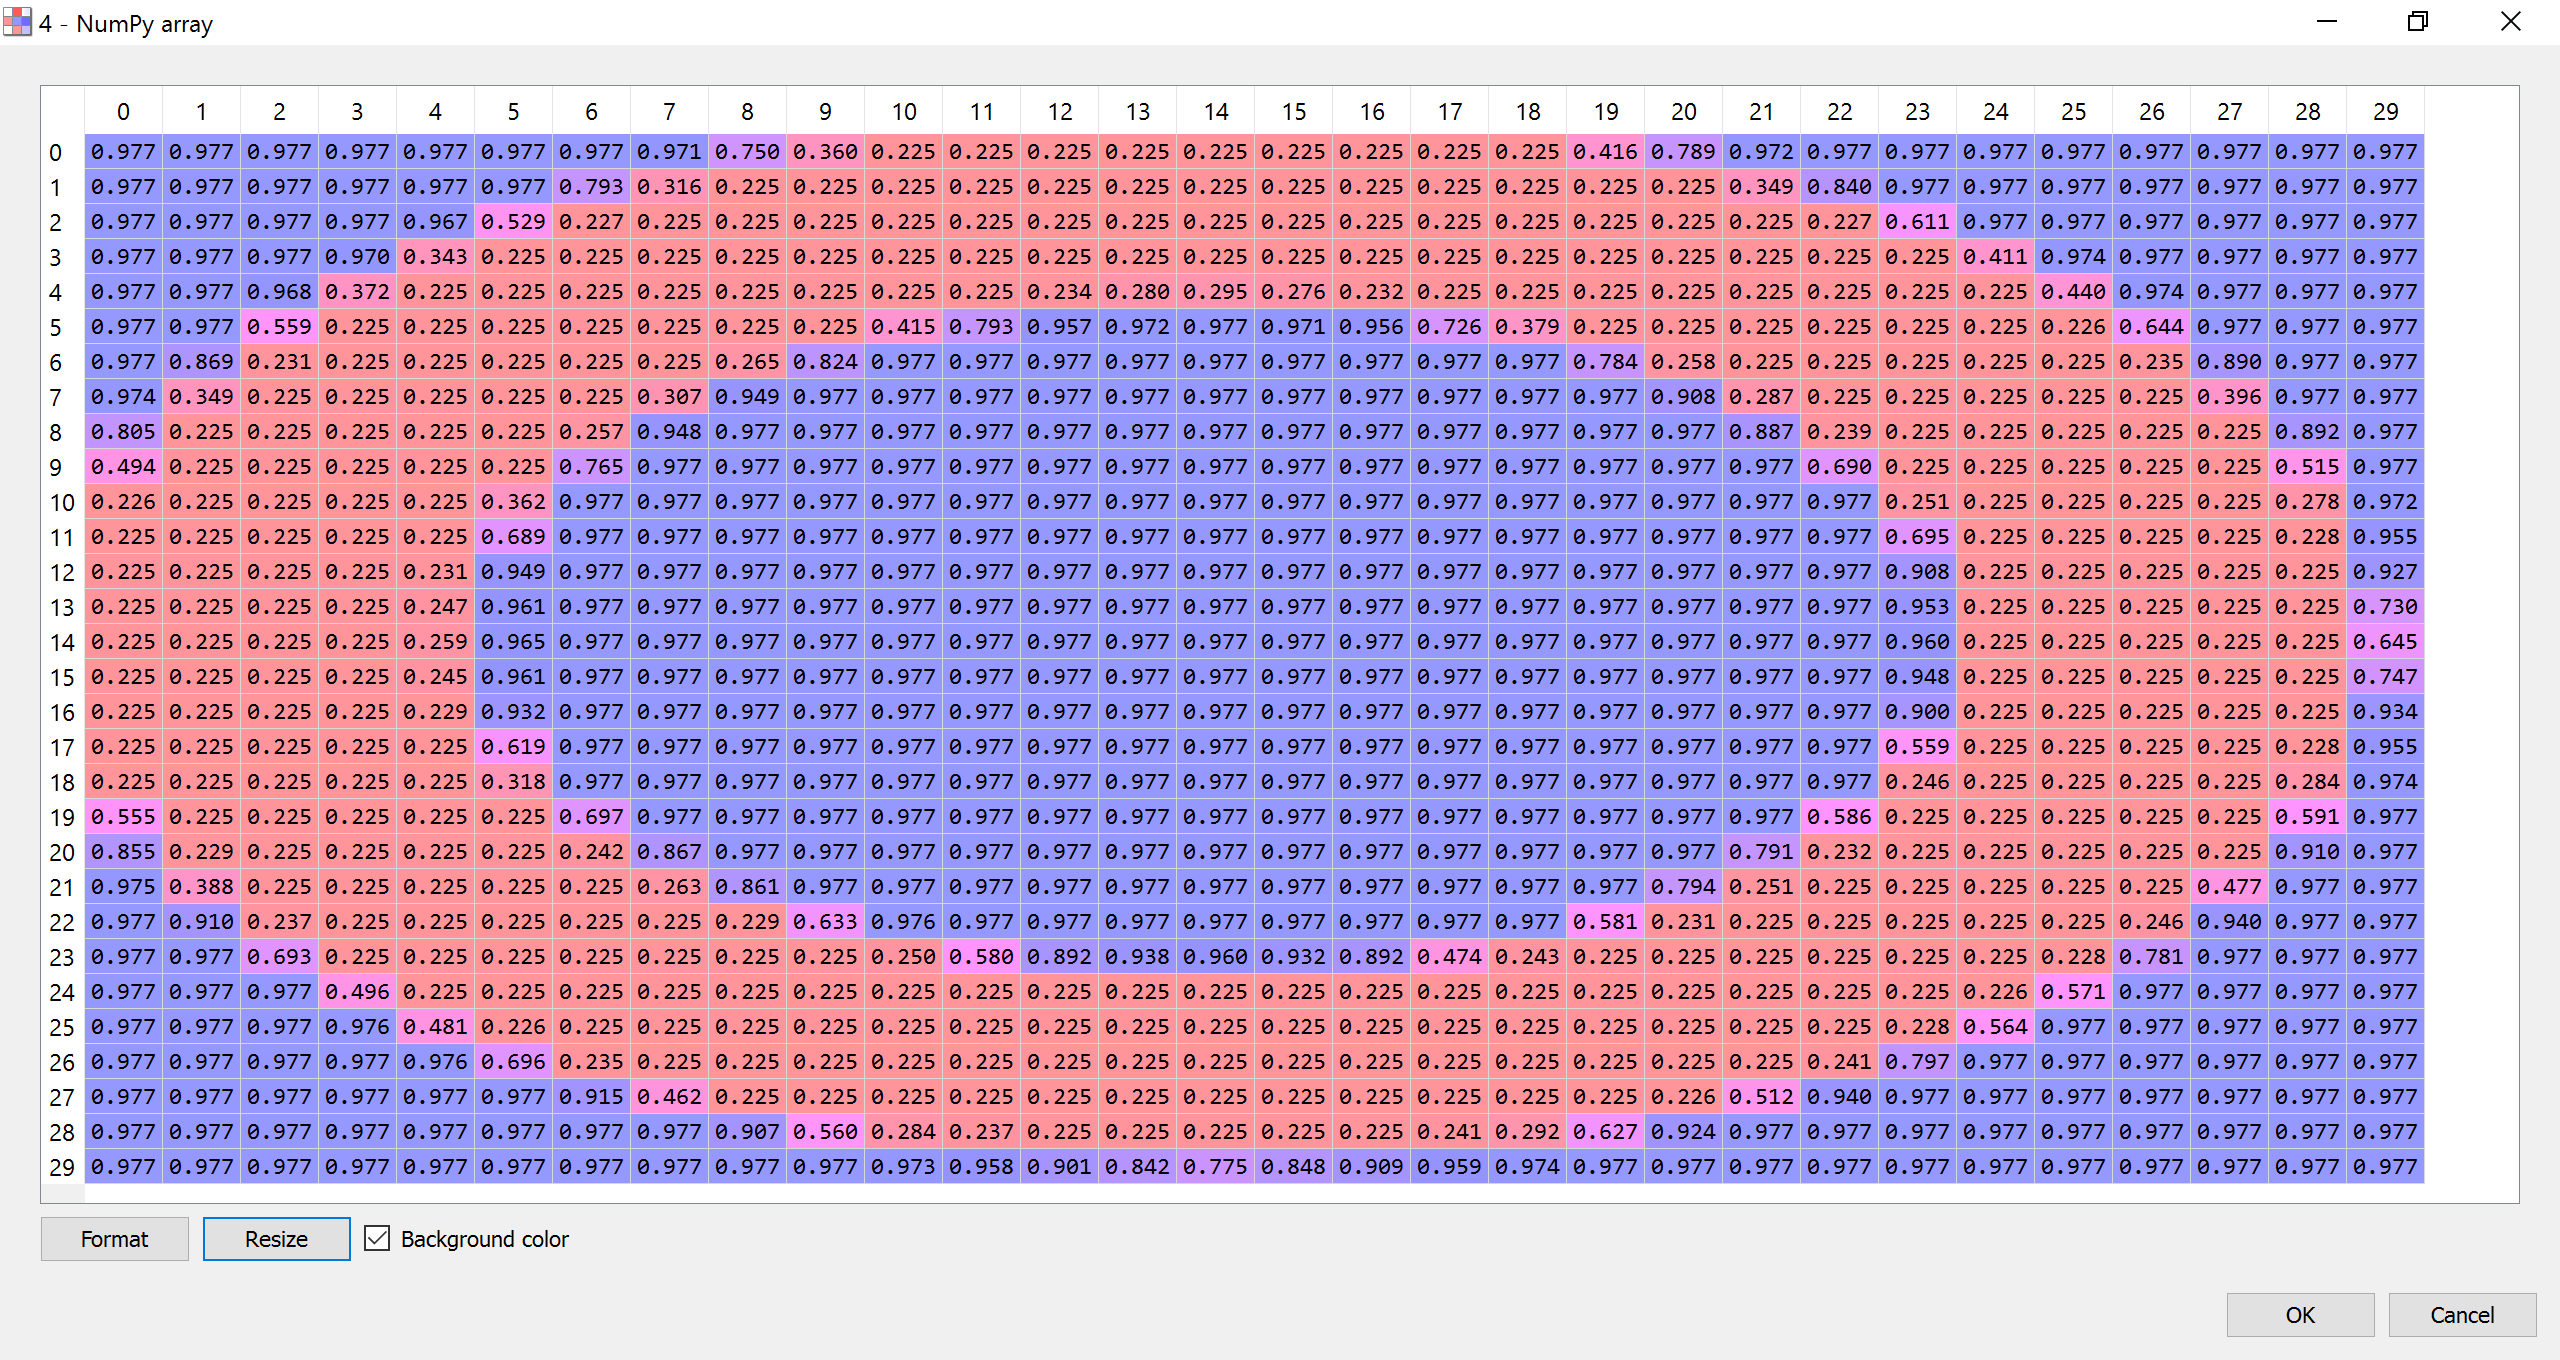 4 - NumPy array
0 1 2 3 4 5 6 7 8 9 10 11 12 13 14 15 16 17 18 19 20 21 22 23 24 25 26 27 28 29
0 0.977 0.977 0.977 0.977 0.977 0.977 0.977 0.971 0.750 0.360 0.225 0.225 0.225 0.225 0.225 0.225 0.225 0.225 0.225 0.416 0.789 0.972 0.977 0.977 0.977 0.977 0.977 0.977 0.977 0.977
1 0.977 0.977 0.977 0.977 0.977 0.977 0.793 0.316 0.225 0.225 0.225 0.225 0.225 0.225 0.225 0.225 0.225 0.225 0.225 0.225 0.225 0.349 0.840 0.977 0.977 0.977 0.977 0.977 0.977 0.977
2 0.977 0.977 0.977 0.977 0.967 0.529 0.227 0.225 0.225 0.225 0.225 0.225 0.225 0.225 0.225 0.225 0.225 0.225 0.225 0.225 0.225 0.225 0.227 0.611 0.977 0.977 0.977 0.977 0.977 0.977
3 0.977 0.977 0.977 0.970 0.343 0.225 0.225 0.225 0.225 0.225 0.225 0.225 0.225 0.225 0.225 0.225 0.225 0.225 0.225 0.225 0.225 0.225 0.225 0.225 0.411 0.974 0.977 0.977 0.977 0.977
4 0.977 0.977 0.968 0.372 0.225 0.225 0.225 0.225 0.225 0.225 0.225 0.225 0.234 0.280 0.295 0.276 0.232 0.225 0.225 0.225 0.225 0.225 0.225 0.225 0.225 0.440 0.974 0.977 0.977 0.977
5 0.977 0.977 0.559 0.225 0.225 0.225 0.225 0.225 0.225 0.225 0.415 0.793 0.957 0.972 0.977 0.971 0.956 0.726 0.379 0.225 0.225 0.225 0.225 0.225 0.225 0.226 0.644 0.977 0.977 0.977
6 0.977 0.869 0.231 0.225 0.225 0.225 0.225 0.225 0.265 0.824 0.977 0.977 0.977 0.977 0.977 0.977 0.977 0.977 0.977 0.784 0.258 0.225 0.225 0.225 0.225 0.225 0.235 0.890 0.977 0.977
7 0.974 0.349 0.225 0.225 0.225 0.225 0.225 0.307 0.949 0.977 0.977 0.977 0.977 0.977 0.977 0.977 0.977 0.977 0.977 0.977 0.908 0.287 0.225 0.225 0.225 0.225 0.225 0.396 0.977 0.977
8 0.805 0.225 0.225 0.225 0.225 0.225 0.257 0.948 0.977 0.977 0.977 0.977 0.977 0.977 0.977 0.977 0.977 0.977 0.977 0.977 0.977 0.887 0.239 0.225 0.225 0.225 0.225 0.225 0.892 0.977
9 0.494 0.225 0.225 0.225 0.225 0.225 0.765 0.977 0.977 0.977 0.977 0.977 0.977 0.977 0.977 0.977 0.977 0.977 0.977 0.977 0.977 0.977 0.690 0.225 0.225 0.225 0.225 0.225 0.515 0.977
10 0.226 0.225 0.225 0.225 0.225 0.362 0.977 0.977 0.977 0.977 0.977 0.977 0.977 0.977 0.977 0.977 0.977 0.977 0.977 0.977 0.977 0.977 0.977 0.251 0.225 0.225 0.225 0.225 0.278 0.972
11 0.225 0.225 0.225 0.225 0.225 0.689 0.977 0.977 0.977 0.977 0.977 0.977 0.977 0.977 0.977 0.977 0.977 0.977 0.977 0.977 0.977 0.977 0.977 0.695 0.225 0.225 0.225 0.225 0.228 0.955
12 0.225 0.225 0.225 0.225 0.231 0.949 0.977 0.977 0.977 0.977 0.977 0.977 0.977 0.977 0.977 0.977 0.977 0.977 0.977 0.977 0.977 0.977 0.977 0.908 0.225 0.225 0.225 0.225 0.225 0.927
13 0.225 0.225 0.225 0.225 0.247 0.961 0.977 0.977 0.977 0.977 0.977 0.977 0.977 0.977 0.977 0.977 0.977 0.977 0.977 0.977 0.977 0.977 0.977 0.953 0.225 0.225 0.225 0.225 0.225 0.730
14 0.225 0.225 0.225 0.225 0.259 0.965 0.977 0.977 0.977 0.977 0.977 0.977 0.977 0.977 0.977 0.977 0.977 0.977 0.977 0.977 0.977 0.977 0.977 0.960 0.225 0.225 0.225 0.225 0.225 0.645
15 0.225 0.225 0.225 0.225 0.245 0.961 0.977 0.977 0.977 0.977 0.977 0.977 0.977 0.977 0.977 0.977 0.977 0.977 0.977 0.977 0.977 0.977 0.977 0.948 0.225 0.225 0.225 0.225 0.225 0.747
16 0.225 0.225 0.225 0.225 0.229 0.932 0.977 0.977 0.977 0.977 0.977 0.977 0.977 0.977 0.977 0.977 0.977 0.977 0.977 0.977 0.977 0.977 0.977 0.900 0.225 0.225 0.225 0.225 0.225 0.934
17 0.225 0.225 0.225 0.225 0.225 0.619 0.977 0.977 0.977 0.977 0.977 0.977 0.977 0.977 0.977 0.977 0.977 0.977 0.977 0.977 0.977 0.977 0.977 0.559 0.225 0.225 0.225 0.225 0.228 0.955
18 0.225 0.225 0.225 0.225 0.225 0.318 0.977 0.977 0.977 0.977 0.977 0.977 0.977 0.977 0.977 0.977 0.977 0.977 0.977 0.977 0.977 0.977 0.977 0.246 0.225 0.225 0.225 0.225 0.284 0.974
19 0.555 0.225 0.225 0.225 0.225 0.225 0.697 0.977 0.977 0.977 0.977 0.977 0.977 0.977 0.977 0.977 0.977 0.977 0.977 0.977 0.977 0.977 0.586 0.225 0.225 0.225 0.225 0.225 0.591 0.977
20 0.855 0.229 0.225 0.225 0.225 0.225 0.242 0.867 0.977 0.977 0.977 0.977 0.977 0.977 0.977 0.977 0.977 0.977 0.977 0.977 0.977 0.791 0.232 0.225 0.225 0.225 0.225 0.225 0.910 0.977
21 0.975 0.388 0.225 0.225 0.225 0.225 0.225 0.263 0.861 0.977 0.977 0.977 0.977 0.977 0.977 0.977 0.977 0.977 0.977 0.977 0.794 0.251 0.225 0.225 0.225 0.225 0.225 0.477 0.977 0.977
22 0.977 0.910 0.237 0.225 0.225 0.225 0.225 0.225 0.229 0.633 0.976 0.977 0.977 0.977 0.977 0.977 0.977 0.977 0.977 0.581 0.231 0.225 0.225 0.225 0.225 0.225 0.246 0.940 0.977 0.977
23 0.977 0.977 0.693 0.225 0.225 0.225 0.225 0.225 0.225 0.225 0.250 0.580 0.892 0.938 0.960 0.932 0.892 0.474 0.243 0.225 0.225 0.225 0.225 0.225 0.225 0.228 0.781 0.977 0.977 0.977
24 0.977 0.977 0.977 0.496 0.225 0.225 0.225 0.225 0.225 0.225 0.225 0.225 0.225 0.225 0.225 0.225 0.225 0.225 0.225 0.225 0.225 0.225 0.225 0.225 0.226 0.571 0.977 0.977 0.977 0.977
25 0.977 0.977 0.977 0.976 0.481 0.226 0.225 0.225 0.225 0.225 0.225 0.225 0.225 0.225 0.225 0.225 0.225 0.225 0.225 0.225 0.225 0.225 0.225 0.228 0.564 0.977 0.977 0.977 0.977 0.977
26 0.977 0.977 0.977 0.977 0.976 0.696 0.235 0.225 0.225 0.225 0.225 0.225 0.225 0.225 0.225 0.225 0.225 0.225 0.225 0.225 0.225 0.225 0.241 0.797 0.977 0.977 0.977 0.977 0.977 0.977
27 0.977 0.977 0.977 0.977 0.977 0.977 0.915 0.462 0.225 0.225 0.225 0.225 0.225 0.225 0.225 0.225 0.225 0.225 0.225 0.225 0.226 0.512 0.940 0.977 0.977 0.977 0.977 0.977 0.977 0.977
28 0.977 0.977 0.977 0.977 0.977 0.977 0.977 0.977 0.907 0.560 0.284 0.237 0.225 0.225 0.225 0.225 0.225 0.241 0.292 0.627 0.924 0.977 0.977 0.977 0.977 0.977 0.977 0.977 0.977 0.977
29 0.977 0.977 0.977 0.977 0.977 0.977 0.977 0.977 0.977 0.977 0.973 0.958 0.901 0.842 0.775 0.848 0.909 0.959 0.974 0.977 0.977 0.977 0.977 0.977 0.977 0.977 0.977 0.977 0.977 0.977
Format Resize Background color
OK Cancel